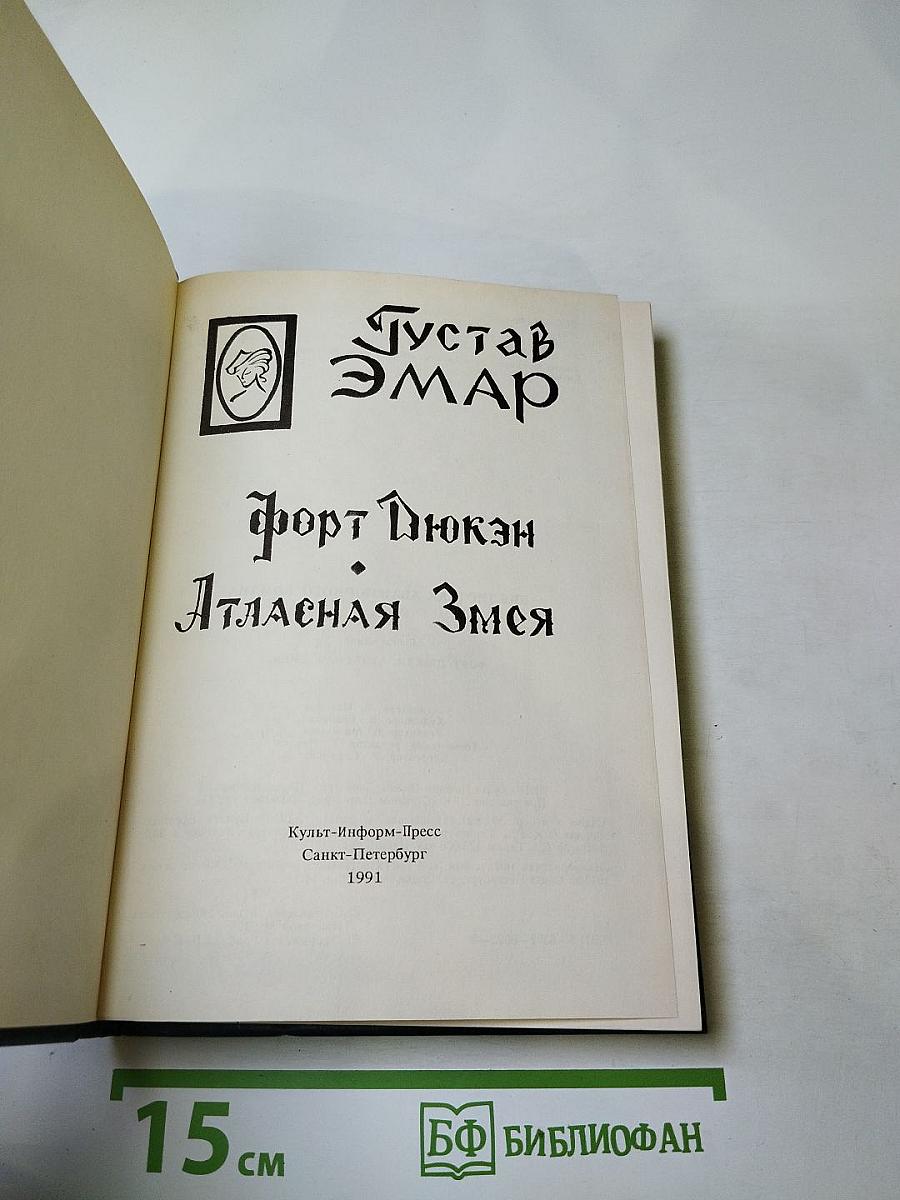 Густав
Эмар
Форт Дюкэн
Атласная Змея
Культ-Информ-Пресс
Санкт-Петербург
1991
15 см
БФ БИБЛИОФАН